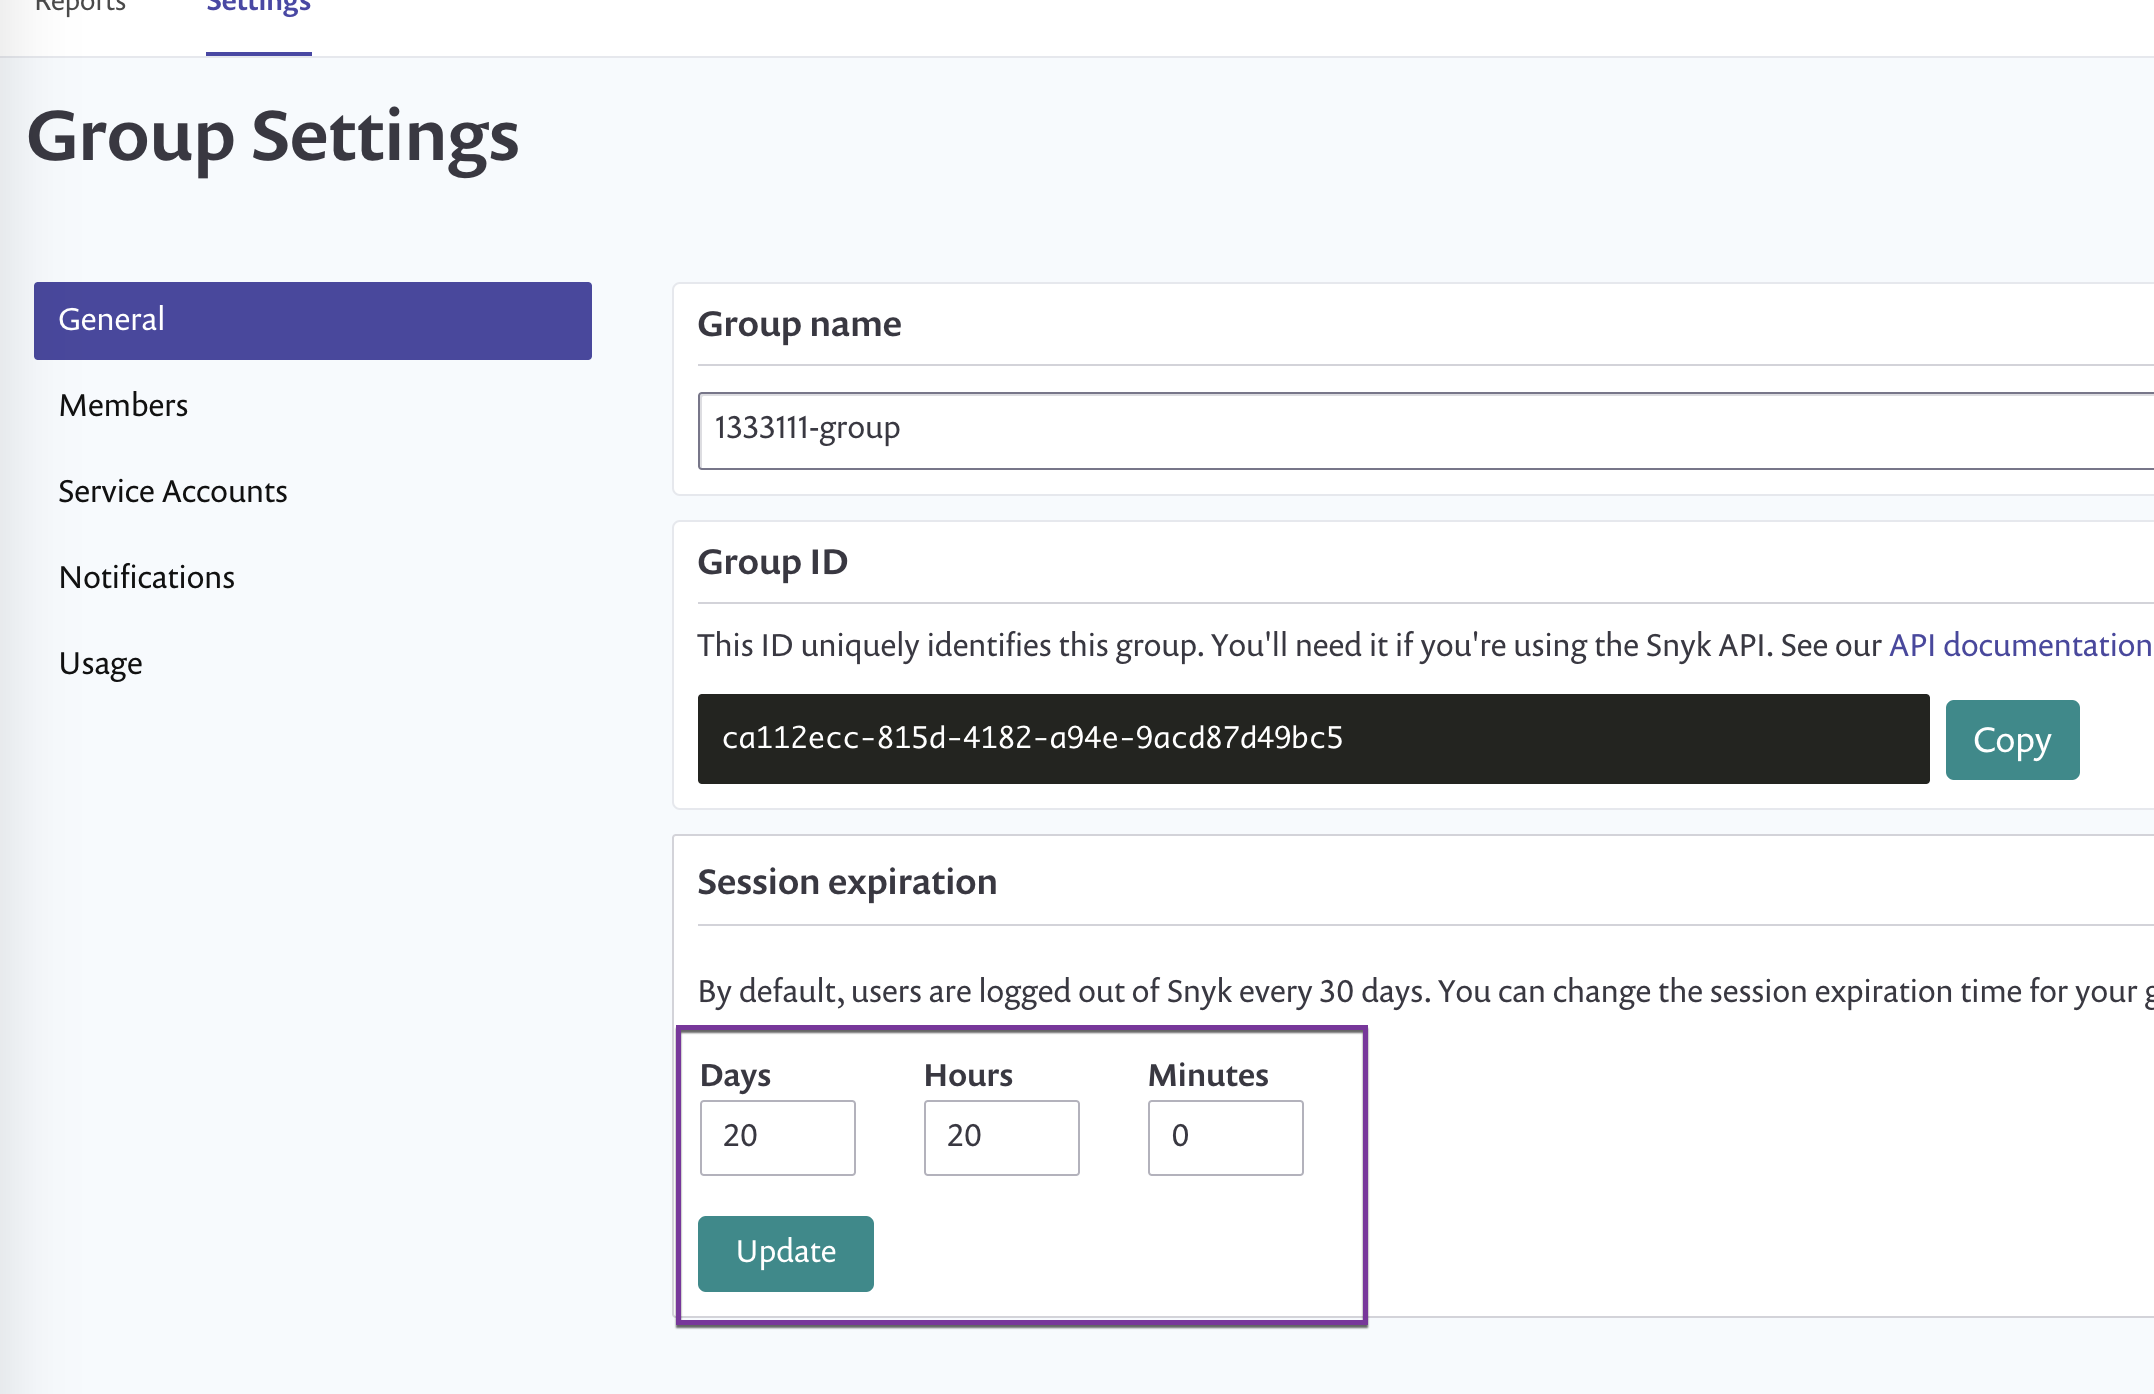 Reports Settings
Group Settings
General
Members
Service Accounts
Notifications
Usage
Group name
1333111-group
Group ID
This ID uniquely identifies this group. You'll need it if you're using the Snyk API. See our API documentation
ca112ecc-815d-4182-a94e-9acd87d49bc5
Copy
Session expiration
By default, users are logged out of Snyk every 30 days. You can change the session expiration time for your
Days Hours Minutes
20 20 0
Update